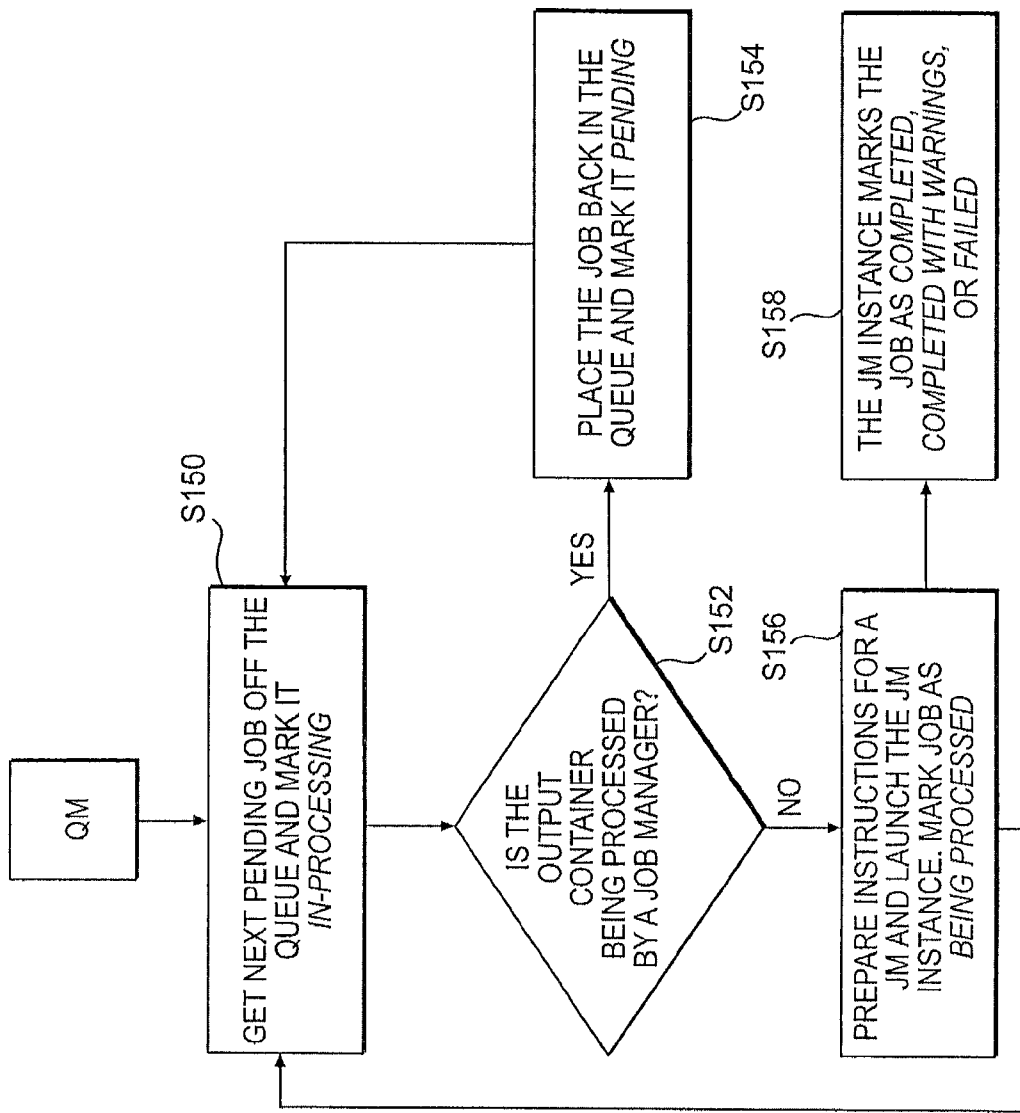 QM
S150
GET NEXT PENDING JOB OFF THE
QUEUE AND MARK IT
IN-PROCESSING
IS THE
OUTPUT
CONTAINER
BEING PROCESSED
BY A JOB MANAGER?
S152
YES
PLACE THE JOB BACK IN THE
QUEUE AND MARK IT PENDING
S154
NO
S156
PREPARE INSTRUCTIONS FOR A
JM AND LAUNCH THE JM
INSTANCE. MARK JOB AS
BEING PROCESSED
S158
THE JM INSTANCE MARKS THE
JOB AS COMPLETED,
COMPLETED WITH WARNINGS,
OR FAILED